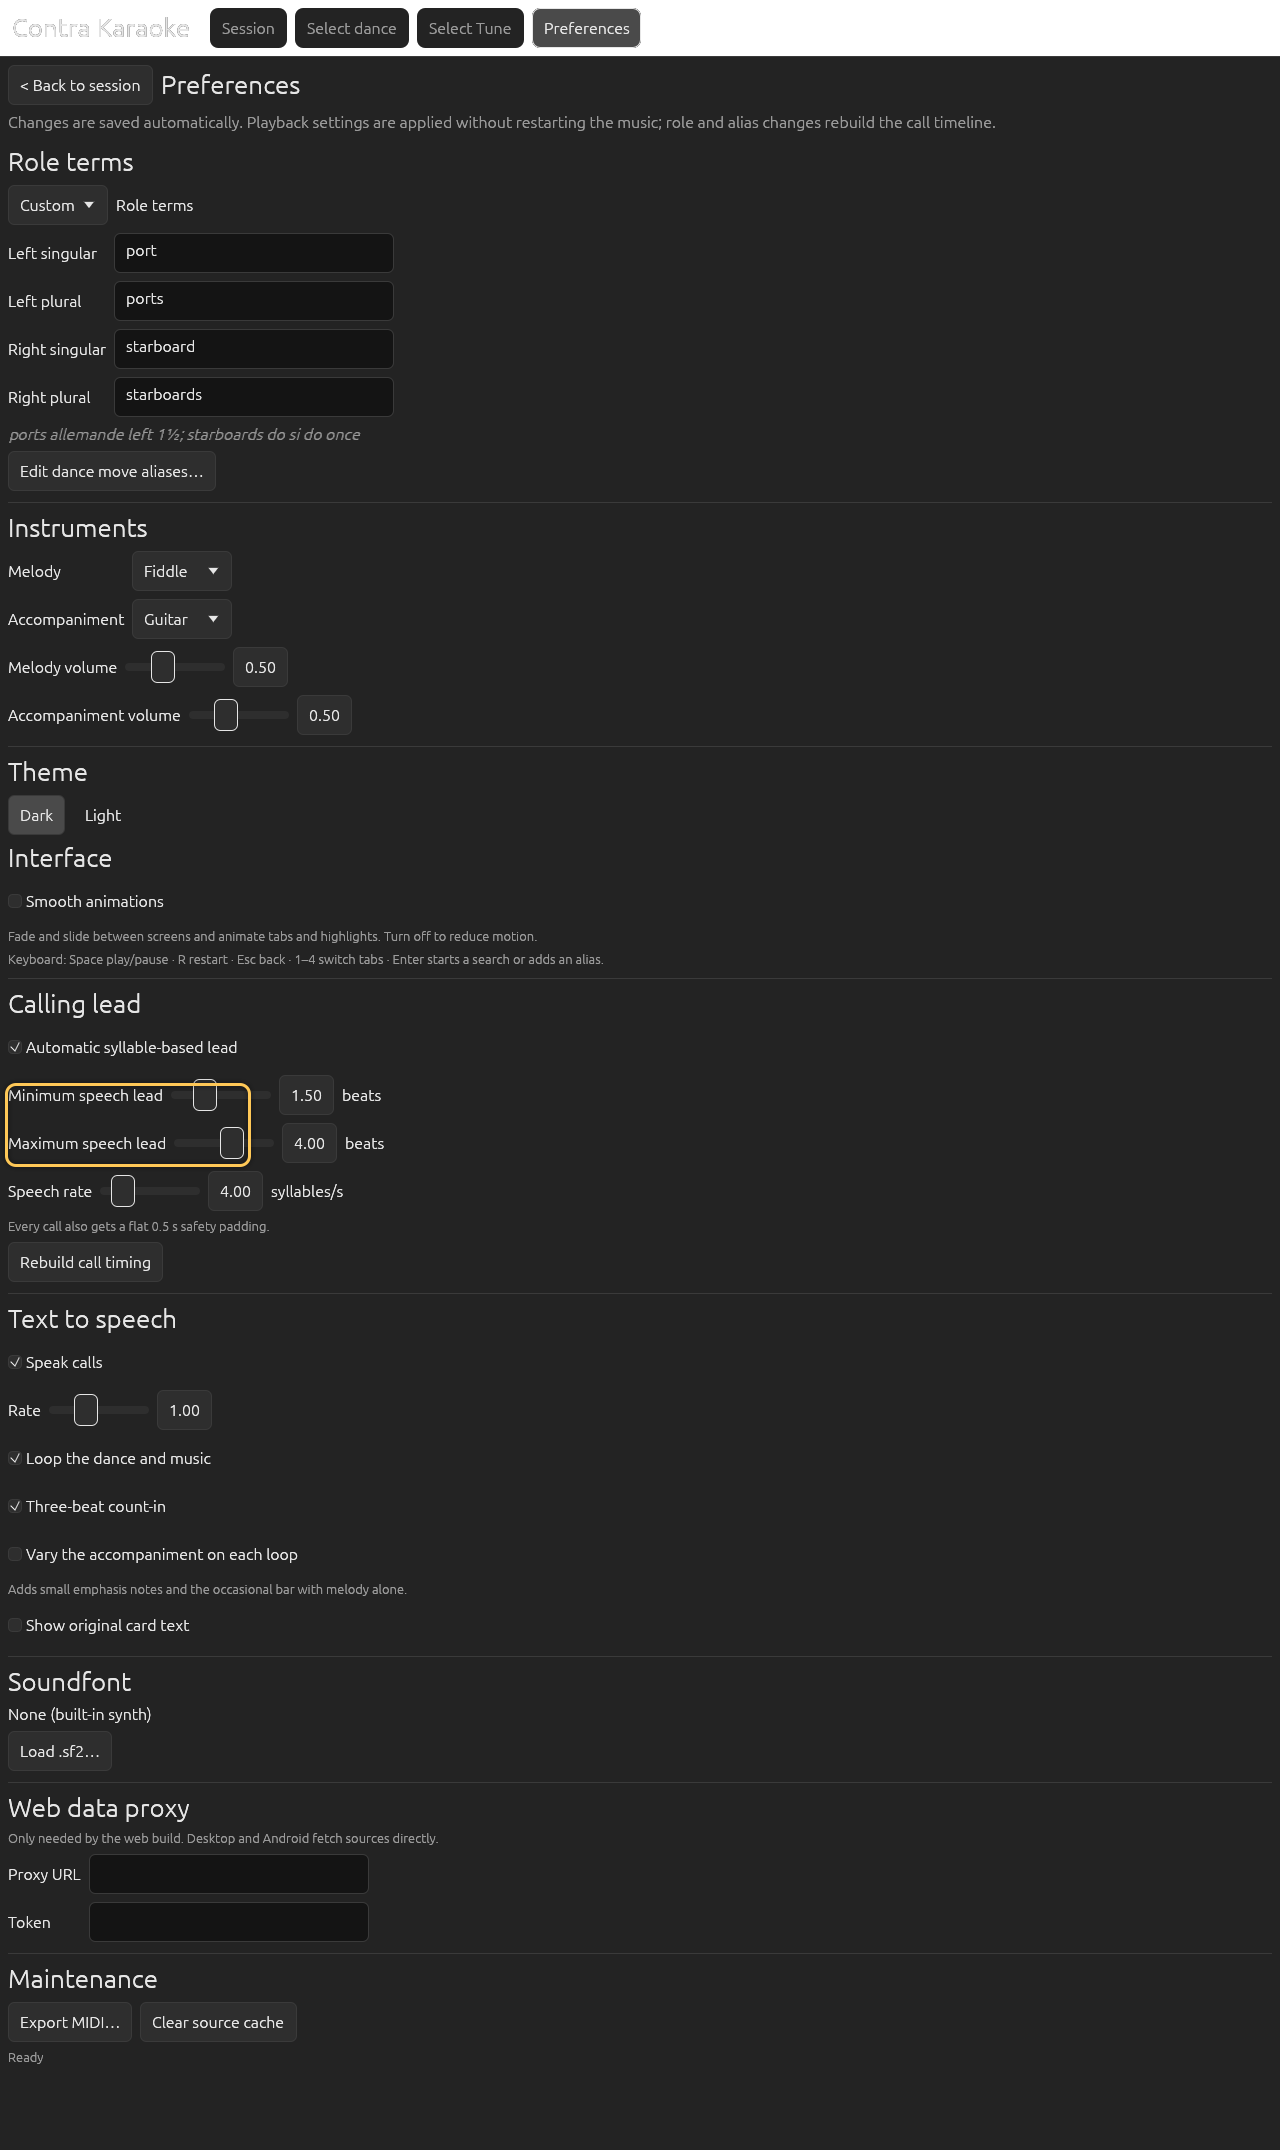 Contra Karaoke Session Select dance Select Tune Preferences
< Back to session Preferences
Changes are saved automatically. Playback settings are applied without restarting the music; role and alias changes rebuild the call timeline.
Role terms
Custom Role terms
Left singular port
Left plural ports
Right singular starboard
Right plural starboards
ports allemande left 1½; starboards do si do once
Edit dance move aliases...
Instruments
Melody Fiddle
Accompaniment Guitar
Melody volume 0.50
Accompaniment volume 0.50
Theme
Dark Light
Interface
Smooth animations
Fade and slide between screens and animate tabs and highlights. Turn off to reduce motion.
Keyboard: Space play/pause · R restart · Esc back · 1–4 switch tabs · Enter starts a search or adds an alias.
Calling lead
Automatic syllable-based lead
Minimum speech lead 1.50 beats
Maximum speech lead 4.00 beats
Speech rate 4.00 syllables/s
Every call also gets a flat 0.5 s safety padding.
Rebuild call timing
Text to speech
Speak calls
Rate 1.00
Loop the dance and music
Three-beat count-in
Vary the accompaniment on each loop
Adds small emphasis notes and the occasional bar with melody alone.
Show original card text
Soundfont
None (built-in synth)
Load .sf2...
Web data proxy
Only needed by the web build. Desktop and Android fetch sources directly.
Proxy URL
Token
Maintenance
Export MIDI... Clear source cache
Ready